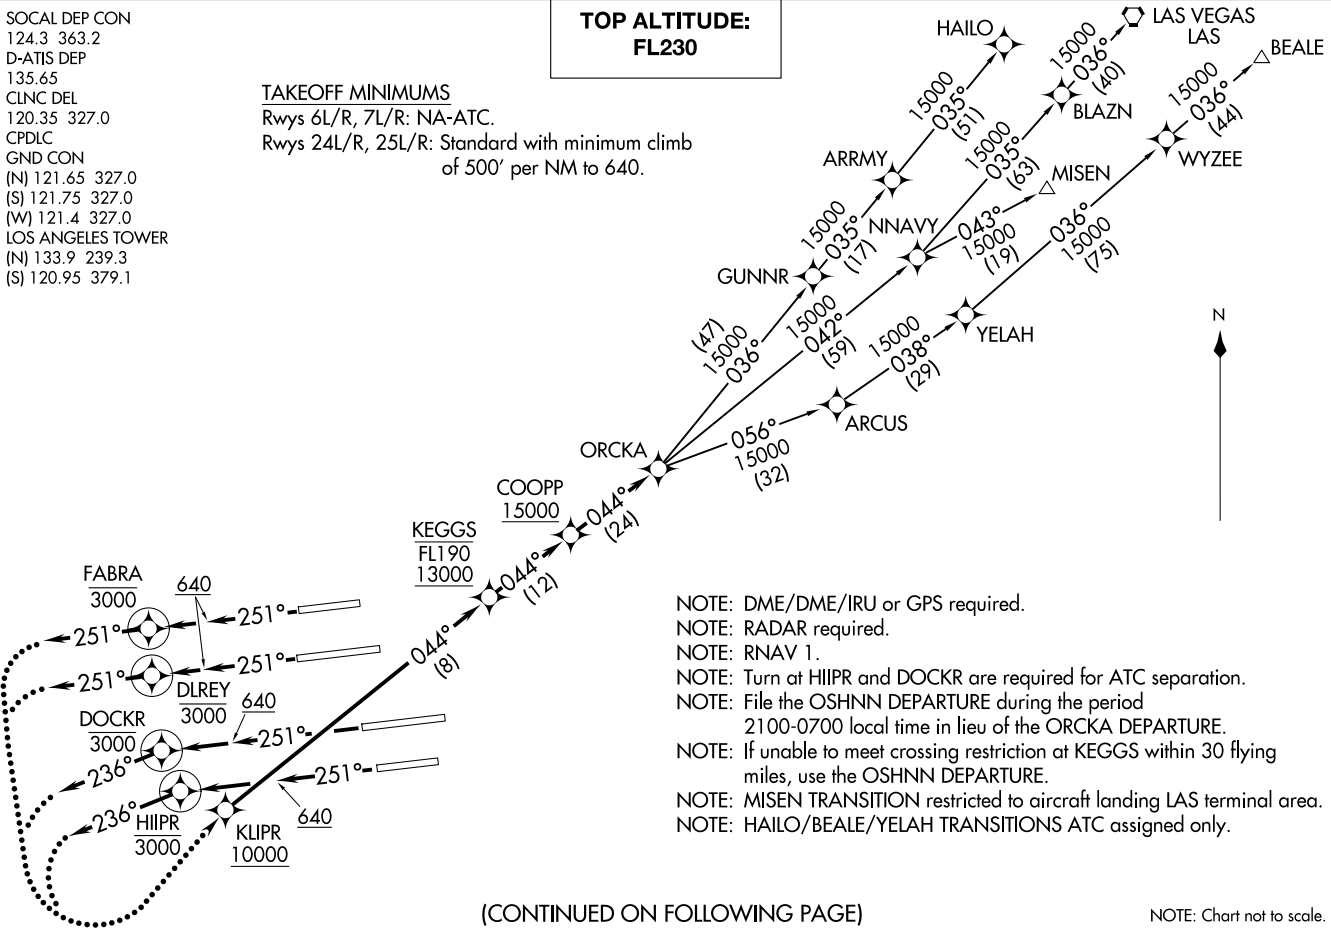 SOCAL DEP CON
124.3 363.2
D-ATIS DEP
135.65
CLNC DEL
120.35 327.0
CPDLC
GND CON
(N) 121.65 327.0
(S) 121.75 327.0
(W) 121.4 327.0
LOS ANGELES TOWER
(N) 133.9 239.3
(S) 120.95 379.1
TAKEOFF MINIMUMS
Rwys 6L/R, 7L/R: NA-ATC.
Rwys 24L/R, 25L/R: Standard with minimum climb
of 500' per NM to 640.
TOP ALTITUDE:
FL230
HAILO
15000
035°
(51)
ARRMY
15000
035°
(17)
GUNNR
(47)
15000
036°
LAS VEGAS
LAS
15000
036°
(40)
BLAZN
15000
035°
(63)
NNAVY
MISEN
043°
15000
(19)
15000
042°
(59)
BEALE
15000
036°
(44)
WYZEE
036°
15000
(75)
YELAH
15000
038°
(29)
ARCUS
056°
15000
(32)
ORCKA
044°
(24)
COOPP
15000
044°
(12)
KEGGS
FL190
13000
044°
(8)
N
FABRA
3000
640
251°
251°
251°
251°
DLREY
3000
DOCKR
3000
640
251°
236°
251°
236°
HIIPR
3000
640
KLIPR
10000
NOTE: DME/DME/IRU or GPS required.
NOTE: RADAR required.
NOTE: RNAV 1.
NOTE: Turn at HIIPR and DOCKR are required for ATC separation.
NOTE: File the OSHNN DEPARTURE during the period
2100-0700 local time in lieu of the ORCKA DEPARTURE.
NOTE: If unable to meet crossing restriction at KEGGS within 30 flying
miles, use the OSHNN DEPARTURE.
NOTE: MISEN TRANSITION restricted to aircraft landing LAS terminal area.
NOTE: HAILO/BEALE/YELAH TRANSITIONS ATC assigned only.
(CONTINUED ON FOLLOWING PAGE)
NOTE: Chart not to scale.